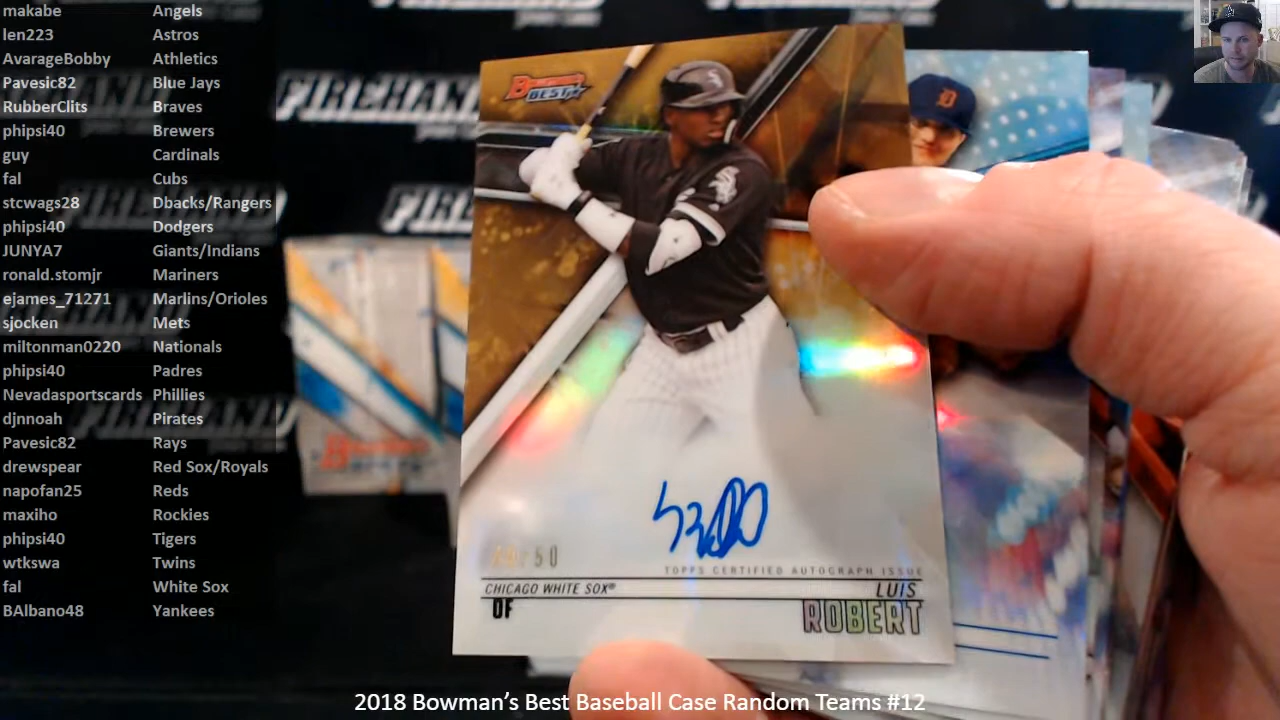 makabe Angels
len223 Astros
AvarageBobby Athletics
Pavesic82 Blue Jays
RubberClits Braves
phipsi40 Brewers
guy Cardinals
fal Cubs
stcwags28 Dbacks/Rangers
phipsi40 Dodgers
JUNYA7 Giants/Indians
ronald.stomjr Mariners
ejames_71271 Marlins/Orioles
sjocken Mets
miltonman0220 Nationals
phipsi40 Padres
Nevadasportscards Phillies
djnnoah Pirates
Pavesic82 Rays
drewspear Red Sox/Royals
napofan25 Reds
maxiho Rockies
phipsi40 Tigers
wtkswa Twins
fal White Sox
BAlbano48 Yankees
FIREHAND
Bowman's
BEST
/50
TOPPS CERTIFIED AUTOGRAPH ISSUE
CHICAGO WHITE SOX® LUIS
OF ROBERT
2018 Bowman's Best Baseball Case Random Teams #12